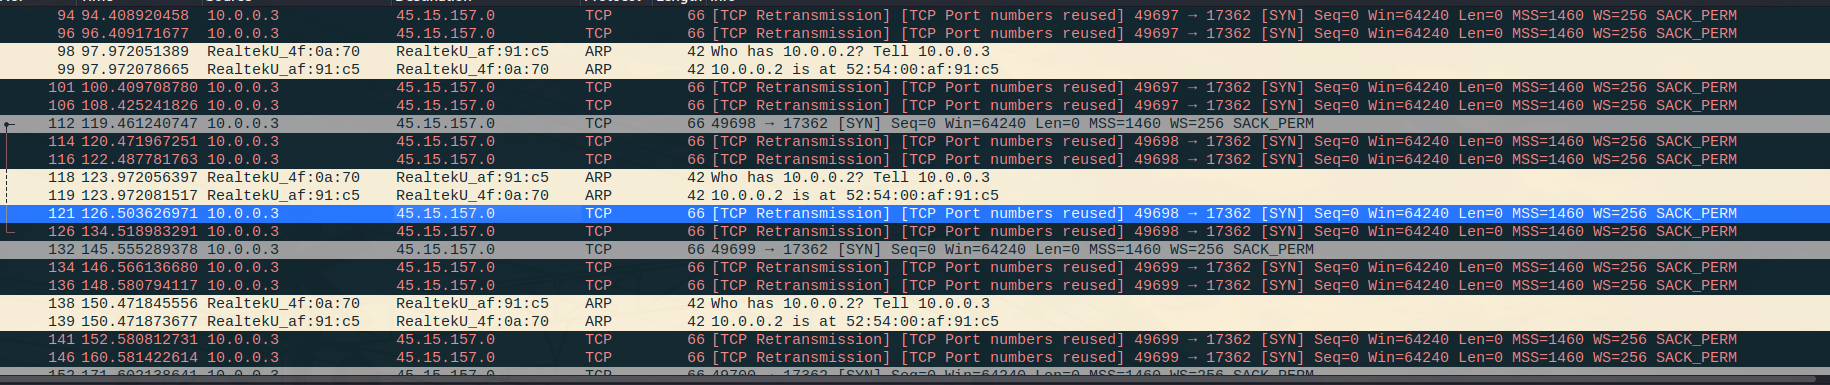 94 94.408920458 10.0.0.3 45.15.157.0 TCP 66 [TCP Retransmission] [TCP Port numbers reused] 49697 → 17362 [SYN] Seq=0 Win=64240 Len=0 MSS=1460 WS=256 SACK_PERM
96 96.409171677 10.0.0.3 45.15.157.0 TCP 66 [TCP Retransmission] [TCP Port numbers reused] 49697 → 17362 [SYN] Seq=0 Win=64240 Len=0 MSS=1460 WS=256 SACK_PERM
98 97.972051389 RealtekU_4f:0a:70 RealtekU_af:91:c5 ARP 42 Who has 10.0.0.2? Tell 10.0.0.3
99 97.972078665 RealtekU_af:91:c5 RealtekU_4f:0a:70 ARP 42 10.0.0.2 is at 52:54:00:af:91:c5
101 100.409708780 10.0.0.3 45.15.157.0 TCP 66 [TCP Retransmission] [TCP Port numbers reused] 49697 → 17362 [SYN] Seq=0 Win=64240 Len=0 MSS=1460 WS=256 SACK_PERM
106 108.425241826 10.0.0.3 45.15.157.0 TCP 66 [TCP Retransmission] [TCP Port numbers reused] 49697 → 17362 [SYN] Seq=0 Win=64240 Len=0 MSS=1460 WS=256 SACK_PERM
112 119.461240747 10.0.0.3 45.15.157.0 TCP 66 49698 → 17362 [SYN] Seq=0 Win=64240 Len=0 MSS=1460 WS=256 SACK_PERM
114 120.471967251 10.0.0.3 45.15.157.0 TCP 66 [TCP Retransmission] [TCP Port numbers reused] 49698 → 17362 [SYN] Seq=0 Win=64240 Len=0 MSS=1460 WS=256 SACK_PERM
116 122.487781763 10.0.0.3 45.15.157.0 TCP 66 [TCP Retransmission] [TCP Port numbers reused] 49698 → 17362 [SYN] Seq=0 Win=64240 Len=0 MSS=1460 WS=256 SACK_PERM
118 123.972056397 RealtekU_4f:0a:70 RealtekU_af:91:c5 ARP 42 Who has 10.0.0.2? Tell 10.0.0.3
119 123.972081517 RealtekU_af:91:c5 RealtekU_4f:0a:70 ARP 42 10.0.0.2 is at 52:54:00:af:91:c5
121 126.503626971 10.0.0.3 45.15.157.0 TCP 66 [TCP Retransmission] [TCP Port numbers reused] 49698 → 17362 [SYN] Seq=0 Win=64240 Len=0 MSS=1460 WS=256 SACK_PERM
126 134.518983291 10.0.0.3 45.15.157.0 TCP 66 [TCP Retransmission] [TCP Port numbers reused] 49698 → 17362 [SYN] Seq=0 Win=64240 Len=0 MSS=1460 WS=256 SACK_PERM
132 145.555289378 10.0.0.3 45.15.157.0 TCP 66 49699 → 17362 [SYN] Seq=0 Win=64240 Len=0 MSS=1460 WS=256 SACK_PERM
134 146.566136680 10.0.0.3 45.15.157.0 TCP 66 [TCP Retransmission] [TCP Port numbers reused] 49699 → 17362 [SYN] Seq=0 Win=64240 Len=0 MSS=1460 WS=256 SACK_PERM
136 148.580794117 10.0.0.3 45.15.157.0 TCP 66 [TCP Retransmission] [TCP Port numbers reused] 49699 → 17362 [SYN] Seq=0 Win=64240 Len=0 MSS=1460 WS=256 SACK_PERM
138 150.471845556 RealtekU_4f:0a:70 RealtekU_af:91:c5 ARP 42 Who has 10.0.0.2? Tell 10.0.0.3
139 150.471873677 RealtekU_af:91:c5 RealtekU_4f:0a:70 ARP 42 10.0.0.2 is at 52:54:00:af:91:c5
141 152.580812731 10.0.0.3 45.15.157.0 TCP 66 [TCP Retransmission] [TCP Port numbers reused] 49699 → 17362 [SYN] Seq=0 Win=64240 Len=0 MSS=1460 WS=256 SACK_PERM
146 160.581422614 10.0.0.3 45.15.157.0 TCP 66 [TCP Retransmission] [TCP Port numbers reused] 49699 → 17362 [SYN] Seq=0 Win=64240 Len=0 MSS=1460 WS=256 SACK_PERM